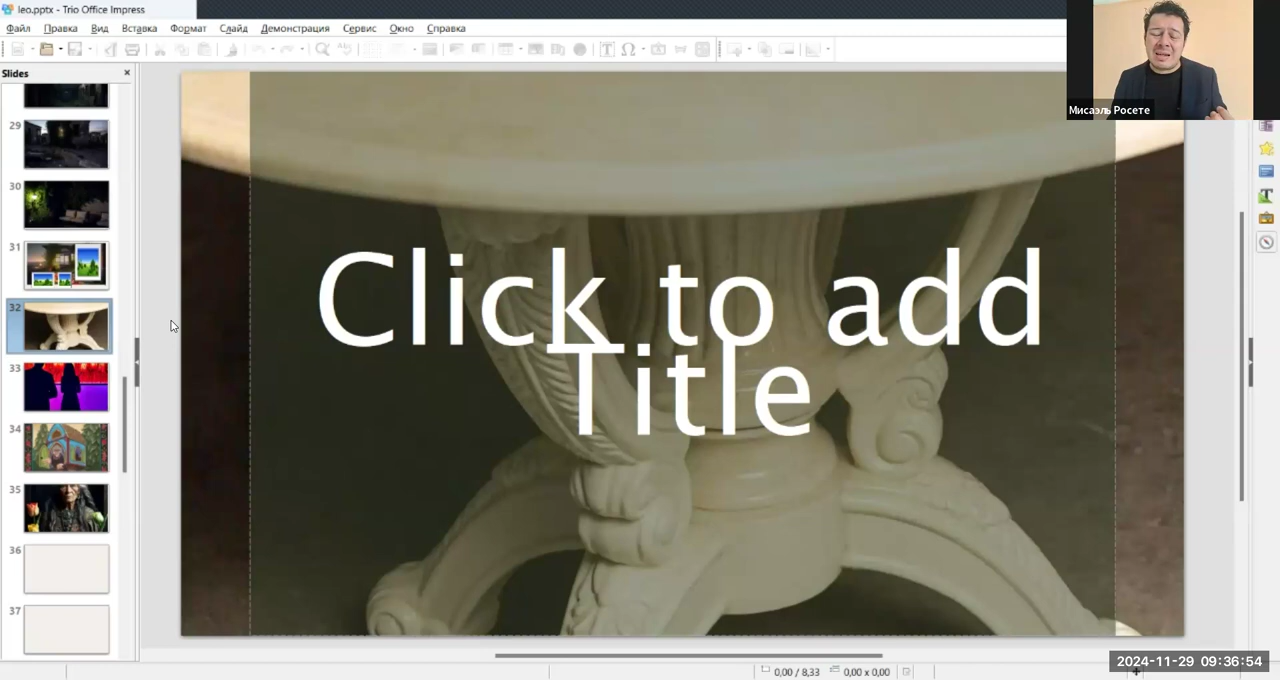 leo.pptx - Trio Office Impress
Файл Правка Вид Вставка Формат Слайд Демонстрация Сервис Окно Справка
Slides
29
30
31
32
33
34
35
36
37
Click to add
Title
Мисаэль Росете
0,00 / 8,33 0,00 x 0,00
2024-11-29 09:36:54